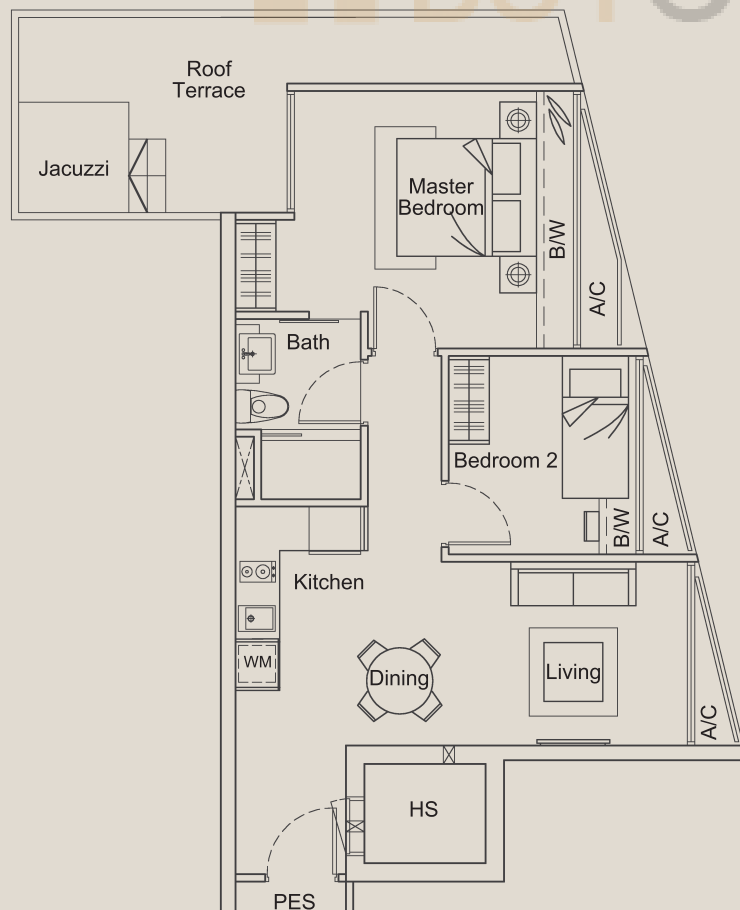 Roof
Terrace
Jacuzzi
Master
Bedroom
B/W
A/C
Bath
Bedroom 2
B/W
A/C
Kitchen
WM
Dining
Living
A/C
HS
PES